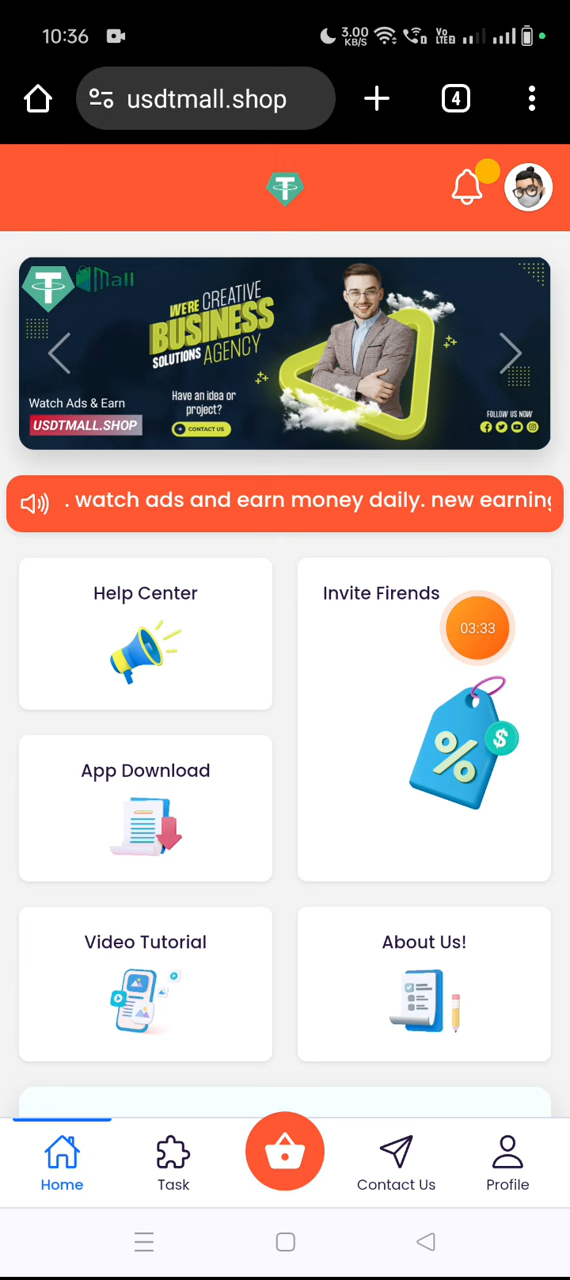 10:36
3.00
KB/S
Vo
LTE2
usdtmall.shop
4
T
T Mall
WE'RE CREATIVE
BUSINESS
SOLUTIONS AGENCY
Have an idea or
project?
CONTACT US
Watch Ads & Earn
USDTMALL.SHOP
FOLLOW US NOW
. watch ads and earn money daily. new earning
Help Center
Invite Firends
03:33
%
$
App Download
Video Tutorial
About Us!
Home
Task
Contact Us
Profile